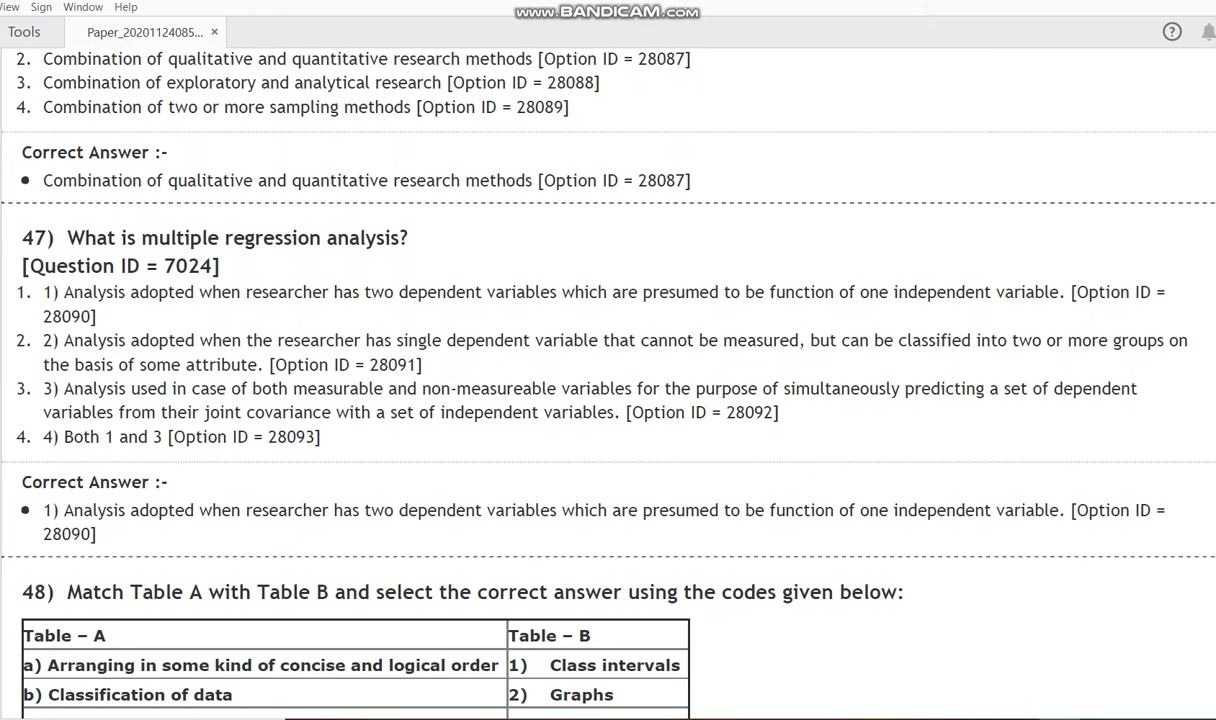 View Sign Window Help
www.BANDICAM.com
Tools Paper_20201124085... × ?
2. Combination of qualitative and quantitative research methods [Option ID = 28087]
3. Combination of exploratory and analytical research [Option ID = 28088]
4. Combination of two or more sampling methods [Option ID = 28089]
Correct Answer :-
• Combination of qualitative and quantitative research methods [Option ID = 28087]
47) What is multiple regression analysis?
[Question ID = 7024]
1. 1) Analysis adopted when researcher has two dependent variables which are presumed to be function of one independent variable. [Option ID =
28090]
2. 2) Analysis adopted when the researcher has single dependent variable that cannot be measured, but can be classified into two or more groups on
the basis of some attribute. [Option ID = 28091]
3. 3) Analysis used in case of both measurable and non-measureable variables for the purpose of simultaneously predicting a set of dependent
variables from their joint covariance with a set of independent variables. [Option ID = 28092]
4. 4) Both 1 and 3 [Option ID = 28093]
Correct Answer :-
• 1) Analysis adopted when researcher has two dependent variables which are presumed to be function of one independent variable. [Option ID =
28090]
48) Match Table A with Table B and select the correct answer using the codes given below:
Table – A Table – B
a) Arranging in some kind of concise and logical order 1) Class intervals
b) Classification of data 2) Graphs